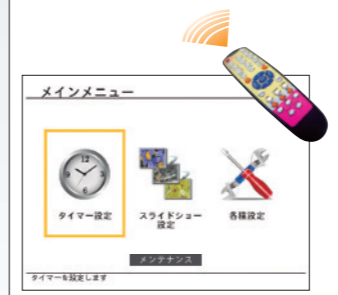 メインメニュー
タイマー設定
スライドショー
設定
各種設定
メンテナンス
タイマーを設定します